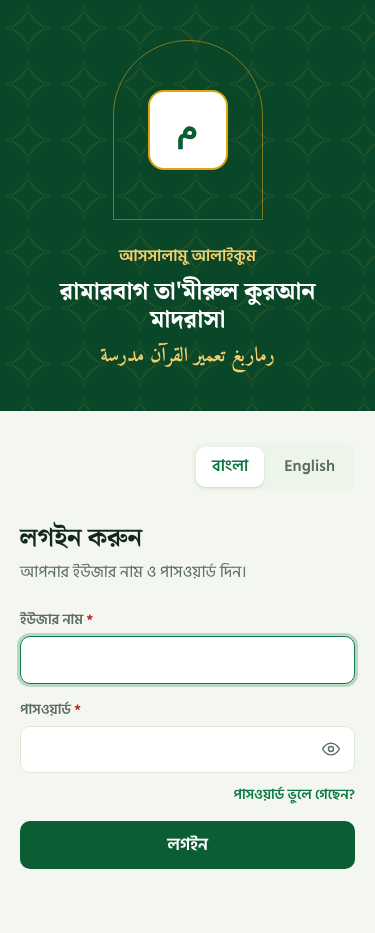 م
আসসালামু আলাইকুম
রামারবাগ তা'মীরুল কুরআন
মাদরাসা
رماربغ تعمير القرآن مدرسة
বাংলা English
লগইন করুন
আপনার ইউজার নাম ও পাসওয়ার্ড দিন।
ইউজার নাম *
পাসওয়ার্ড *
পাসওয়ার্ড ভুলে গেছেন?
লগইন